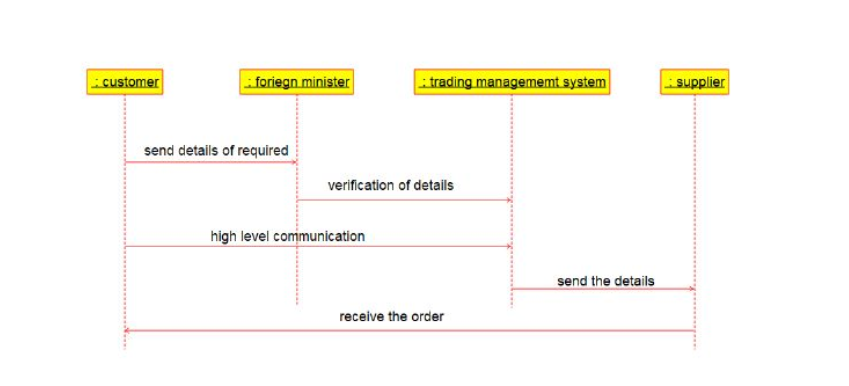 : customer
: foriegn minister
: trading managememt system
: supplier
send details of required
verification of details
high level communication
send the details
receive the order